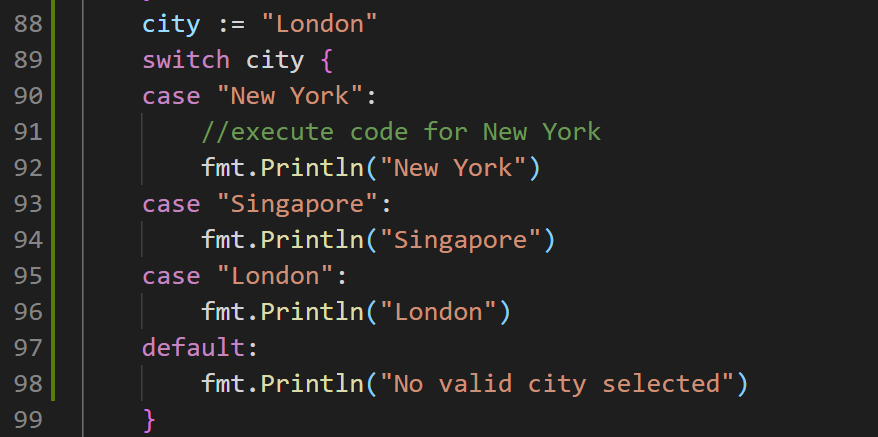 88 city := "London"
89 switch city {
90 case "New York":
91 //execute code for New York
92 fmt.Println("New York")
93 case "Singapore":
94 fmt.Println("Singapore")
95 case "London":
96 fmt.Println("London")
97 default:
98 fmt.Println("No valid city selected")
99 }